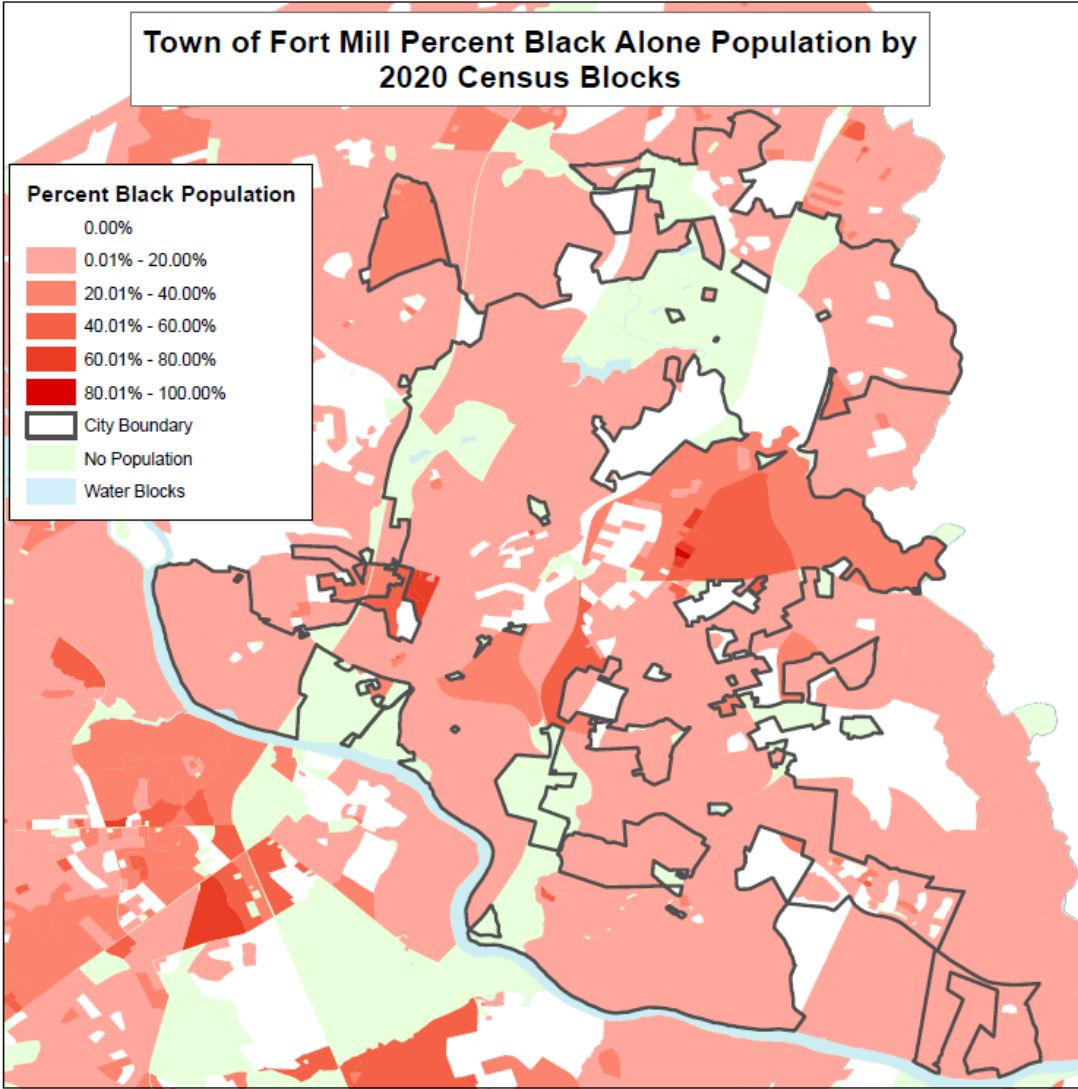 Town of Fort Mill Percent Black Alone Population by
2020 Census Blocks
Percent Black Population
0.00%
0.01% - 20.00%
20.01% - 40.00%
40.01% - 60.00%
60.01% - 80.00%
80.01% - 100.00%
City Boundary
No Population
Water Blocks